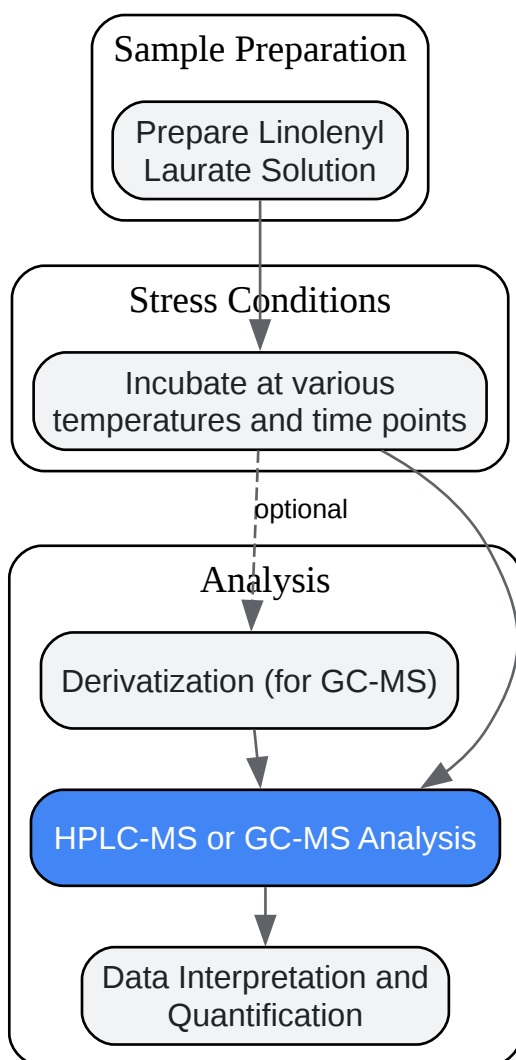 Sample Preparation
Prepare Linolenyl
Laurate Solution
Stress Conditions
Incubate at various
temperatures and time points
optional
Analysis
Derivatization (for GC-MS)
HPLC-MS or GC-MS Analysis
Data Interpretation and
Quantification